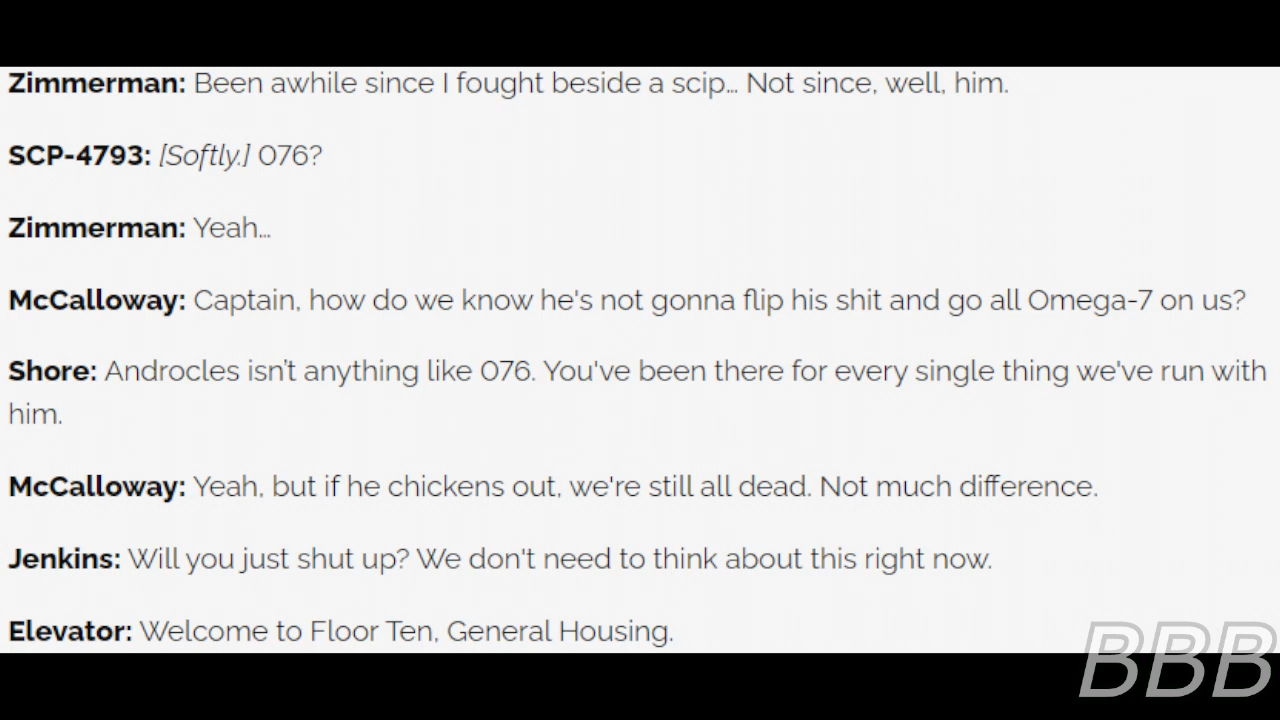 Zimmerman: Been awhile since I fought beside a scip… Not since, well, him.
SCP-4793: [Softly.] 076?
Zimmerman: Yeah…
McCalloway: Captain, how do we know he's not gonna flip his shit and go all Omega-7 on us?
Shore: Androcles isn’t anything like 076. You've been there for every single thing we've run with
him.
McCalloway: Yeah, but if he chickens out, we're still all dead. Not much difference.
Jenkins: Will you just shut up? We don't need to think about this right now.
Elevator: Welcome to Floor Ten, General Housing.
BBB